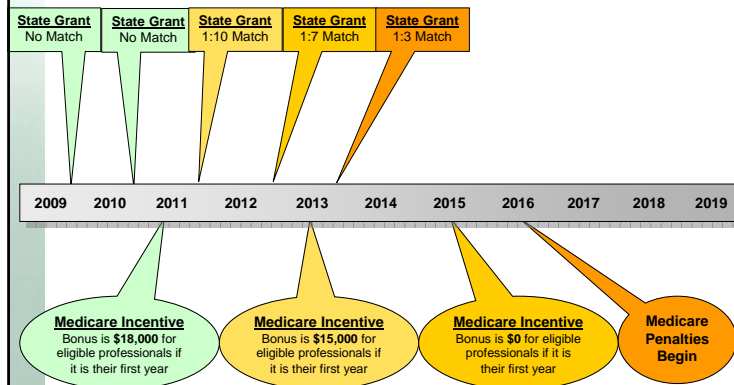 State Grant
No Match
State Grant
No Match
State Grant
1:10 Match
State Grant
1:7 Match
State Grant
1:3 Match
2009 2010 2011 2012 2013 2014 2015 2016 2017 2018 2019
Medicare Incentive
Bonus is $18,000 for
eligible professionals if
it is their first year
Medicare Incentive
Bonus is $15,000 for
eligible professionals if
it is their first year
Medicare Incentive
Bonus is $0 for eligible
professionals if it is
their first year
Medicare
Penalties
Begin